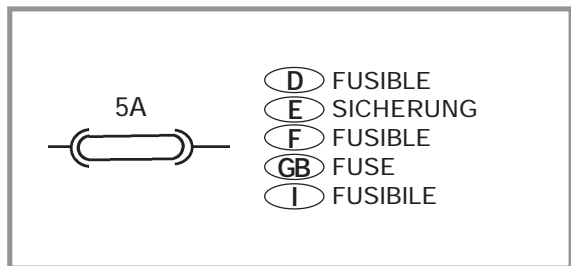 5A
D FUSIBLE
E SICHERUNG
F FUSIBLE
GB FUSE
I FUSIBILE